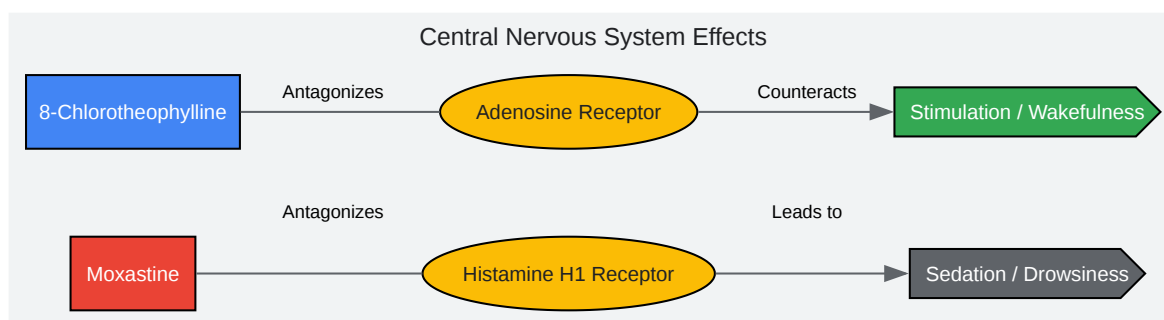 Central Nervous System Effects
8-Chlorotheophylline
Antagonizes
Adenosine Receptor
Counteracts
Stimulation / Wakefulness
Moxastine
Antagonizes
Histamine H1 Receptor
Leads to
Sedation / Drowsiness